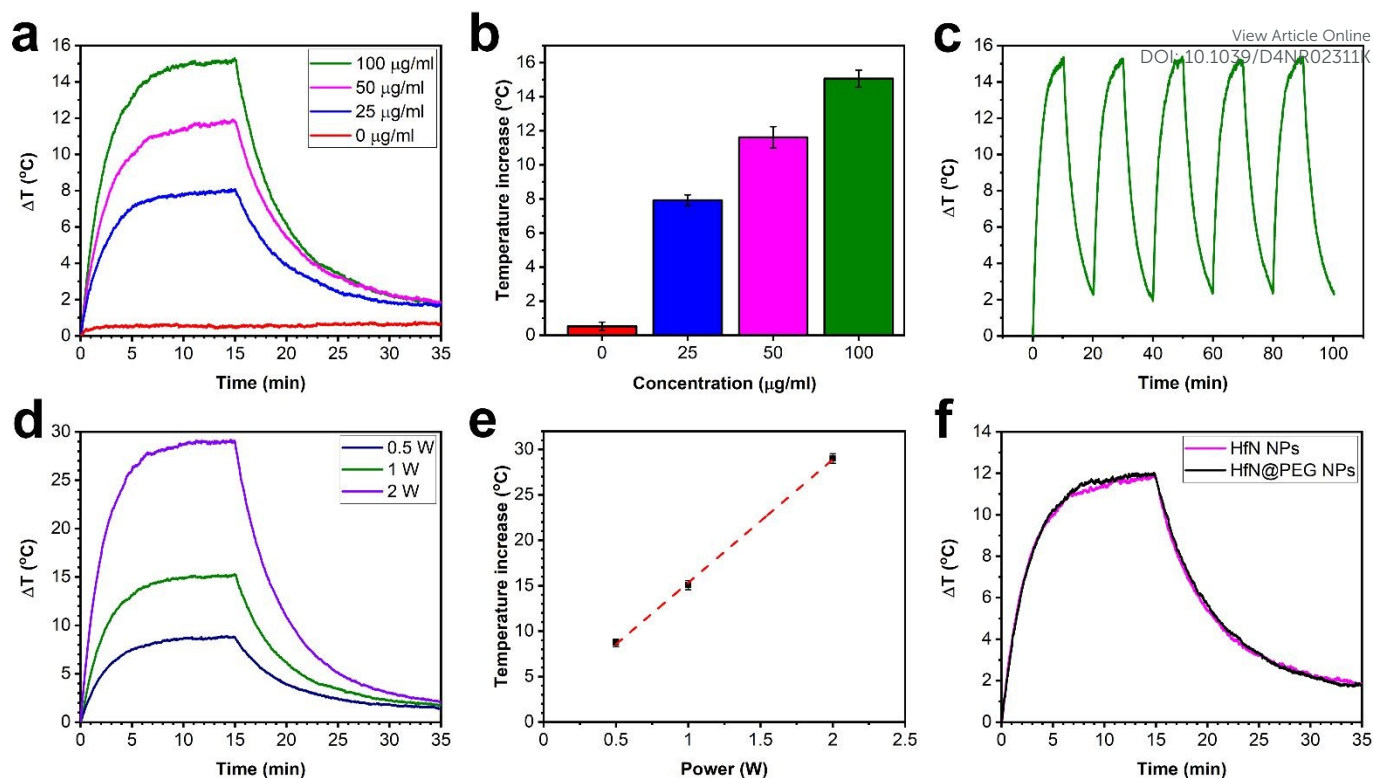 View Article Online
DOI: 10.1039/D4NR02311K
a
16
14
12
10
8
6
4
2
0
ΔT (ºC)
100 μg/ml
50 μg/ml
25 μg/ml
0 μg/ml
0 5 10 15 20 25 30 35
Time (min)
b
16
14
12
10
8
6
4
2
0
Temperature increase (ºC)
0 25 50 100
Concentration (μg/ml)
c
16
14
12
10
8
6
4
2
0
ΔT (ºC)
0 20 40 60 80 100
Time (min)
d
30
25
20
15
10
5
0
ΔT (ºC)
0.5 W
1 W
2 W
0 5 10 15 20 25 30 35
Time (min)
e
30
25
20
15
10
5
0
Temperature increase (ºC)
0 0.5 1.0 1.5 2.0 2.5
Power (W)
f
14
12
10
8
6
4
2
0
ΔT (ºC)
HfN NPs
HfN@PEG NPs
0 5 10 15 20 25 30 35
Time (min)